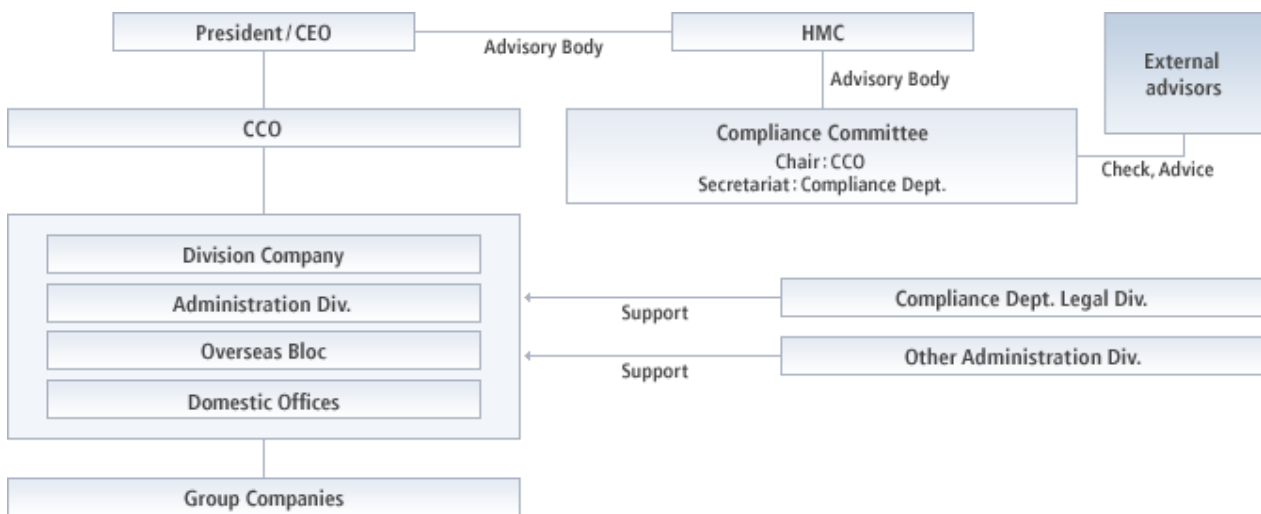 President/CEO
Advisory Body
HMC
External
advisors
Advisory Body
CCO
Compliance Committee
Chair:CCO
Secretariat:Compliance Dept.
Check, Advice
Division Company
Administration Div.
Overseas Bloc
Domestic Offices
Support
Compliance Dept. Legal Div.
Support
Other Administration Div.
Group Companies